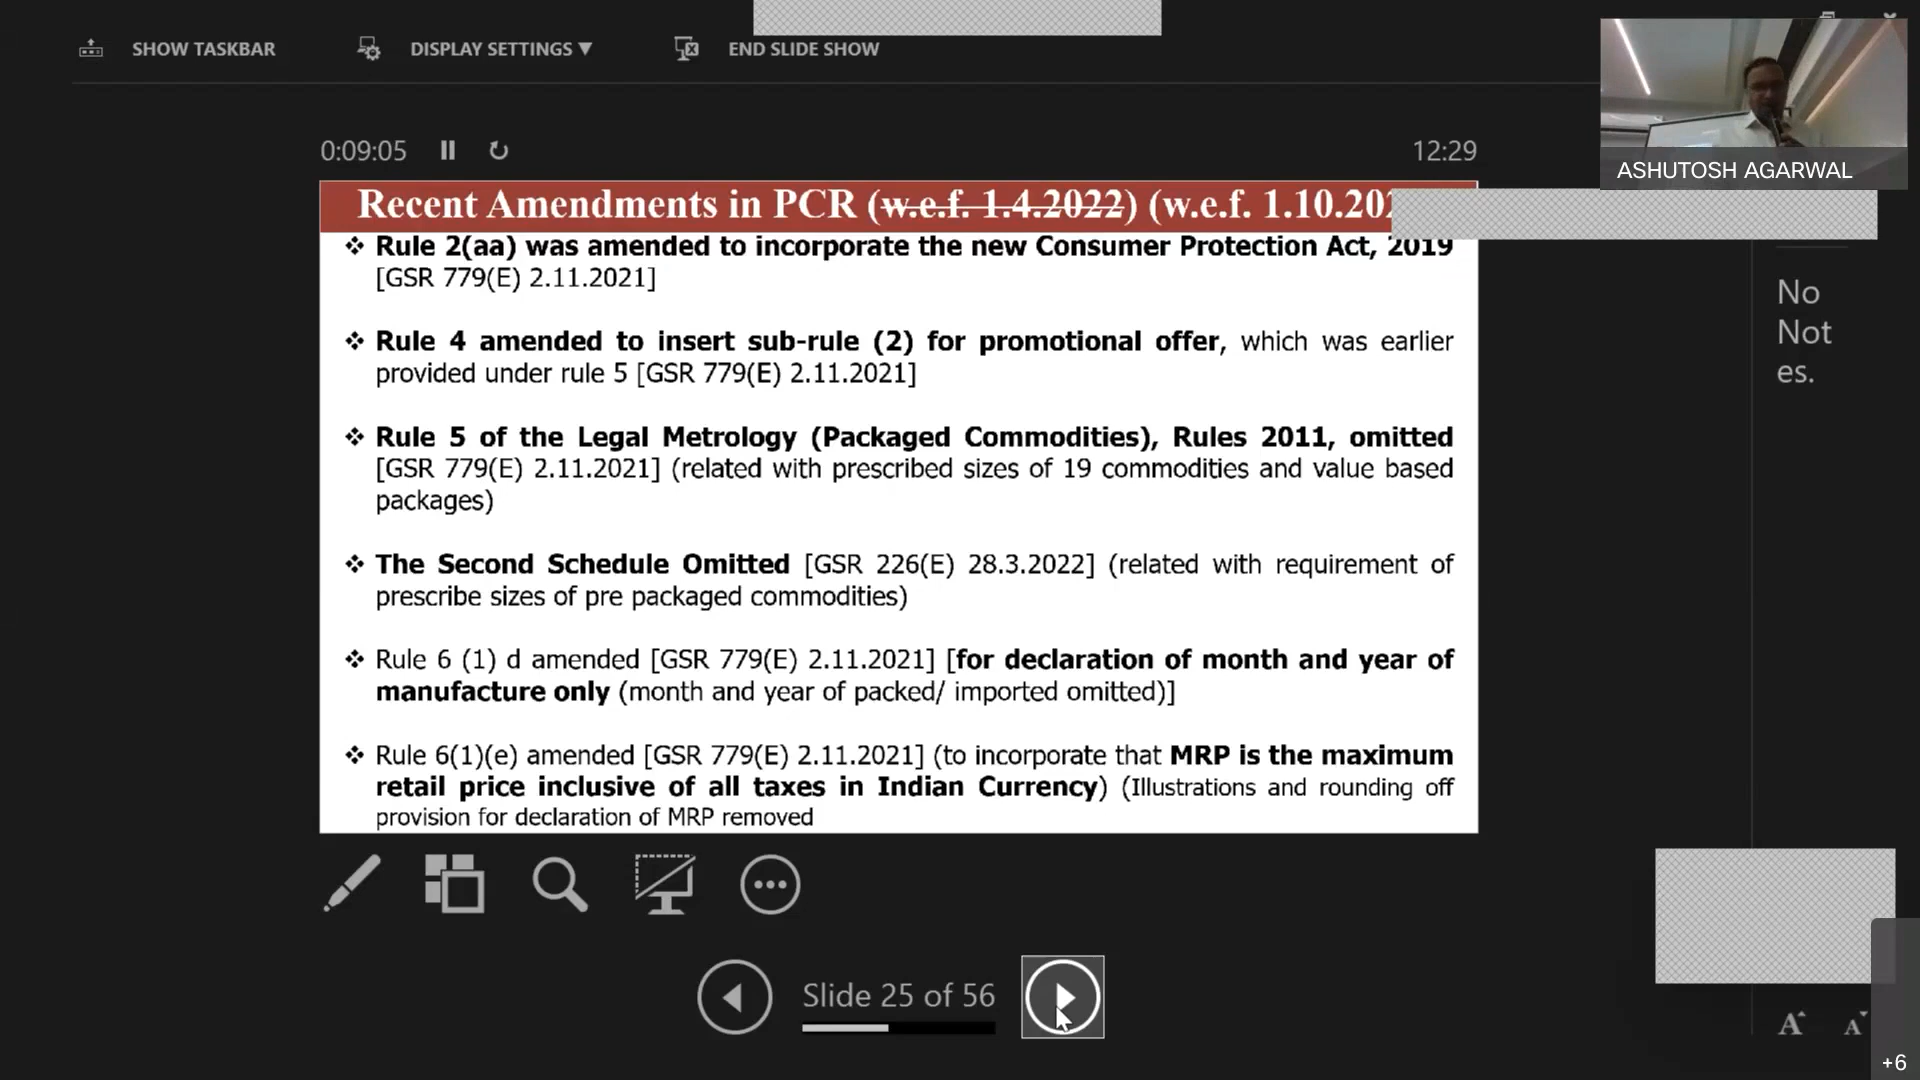 SHOW TASKBAR
DISPLAY SETTINGS ▼
END SLIDE SHOW
ASHUTOSH AGARWAL
0:09:05
12:29
Recent Amendments in PCR (w.e.f. 1.4.2022) (w.e.f.
❖ Rule 2(aa) was amended to incorporate the new Consumer Protection Act, 2019
[GSR 779(E) 2.11.2021]
❖ Rule 4 amended to insert sub-rule (2) for promotional offer, which was earlier
provided under rule 5 [GSR 779(E) 2.11.2021]
❖ Rule 5 of the Legal Metrology (Packaged Commodities), Rules 2011, omitted
[GSR 779(E) 2.11.2021] (related with prescribed sizes of 19 commodities and value based
packages)
❖ The Second Schedule Omitted [GSR 226(E) 28.3.2022] (related with requirement of
prescribe sizes of pre packaged commodities)
❖ Rule 6 (1) d amended [GSR 779(E) 2.11.2021] [for declaration of month and year of
manufacture only (month and year of packed/ imported omitted)]
❖ Rule 6(1)(e) amended [GSR 779(E) 2.11.2021] (to incorporate that MRP is the maximum
retail price inclusive of all taxes in Indian Currency) (Illustrations and rounding off
provision for declaration of MRP removed
No
Not
es.
Slide 25 of 56
A A
+6